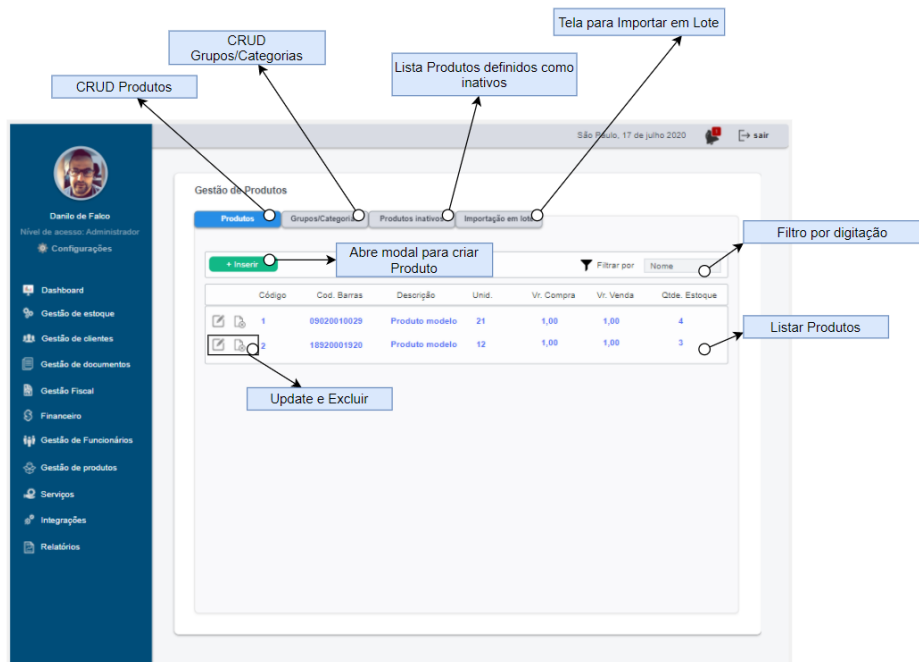 Tela para Importar em Lote
CRUD
Grupos/Categorias
Lista Produtos definidos como
inativos
CRUD Produtos
São Paulo, 17 de julho 2020
1
sair
Danilo de Falco
Nível de acesso: Administrador
Configurações
Dashboard
Gestão de estoque
Gestão de clientes
Gestão de documentos
Gestão Fiscal
Financeiro
Gestão de Funcionários
Gestão de produtos
Serviços
Integrações
Relatórios
Gestão de Produtos
Produtos
Grupos/Categorias
Produtos inativos
Importação em lote
+ Inserir
Abre modal para criar
Produto
Filtrar por
Nome
Filtro por digitação
Código Cod. Barras Descrição Unid. Vr. Compra Vr. Venda Qtde. Estoque
1 09020010029 Produto modelo 21 1,00 1,00 4
2 18920001920 Produto modelo 12 1,00 1,00 3
Listar Produtos
Update e Excluir